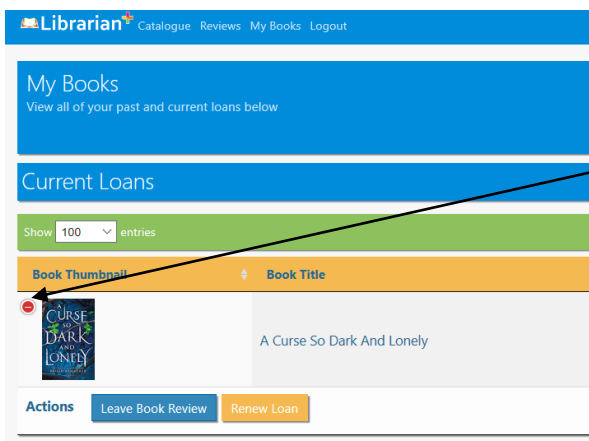 Librarian+ Catalogue Reviews My Books Logout
My Books
View all of your past and current loans below
Current Loans
Show 100 entries
Book Thumbnail Book Title
A
CURSE
SO
DARK
AND
LONELY
A Curse So Dark And Lonely
Actions Leave Book Review Renew Loan